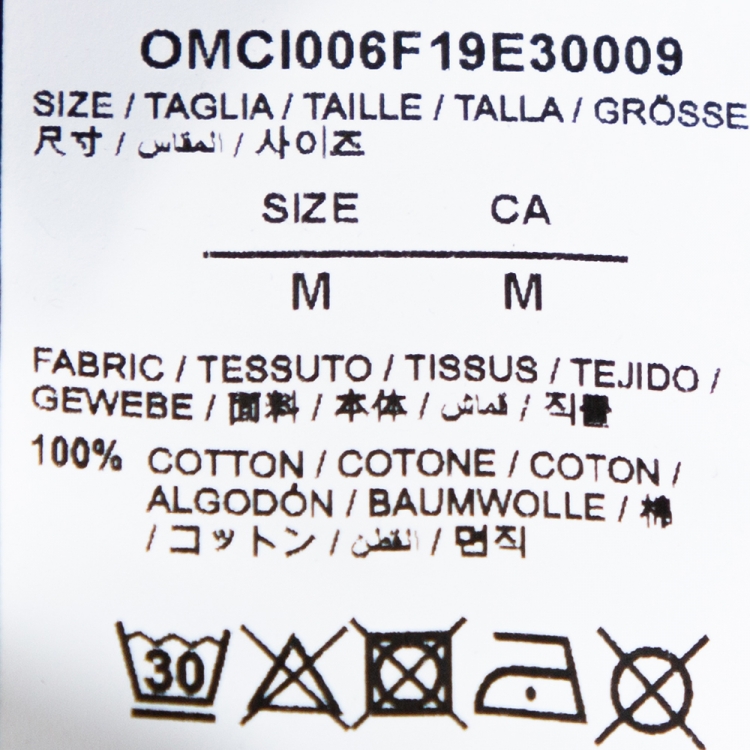 OMCI006F19E30009
SIZE / TAGLIA / TAILLE / TALLA / GRÖSSE
尺寸 / المقاس / 사이즈
SIZE CA
M M
FABRIC / TESSUTO / TISSUS / TEJIDO /
GEWEBE / 面料 / 本体 / قماش / 직물
100% COTTON / COTONE / COTON /
ALGODÓN / BAUMWOLLE / 棉
/ コットン / القطن / 면직
30